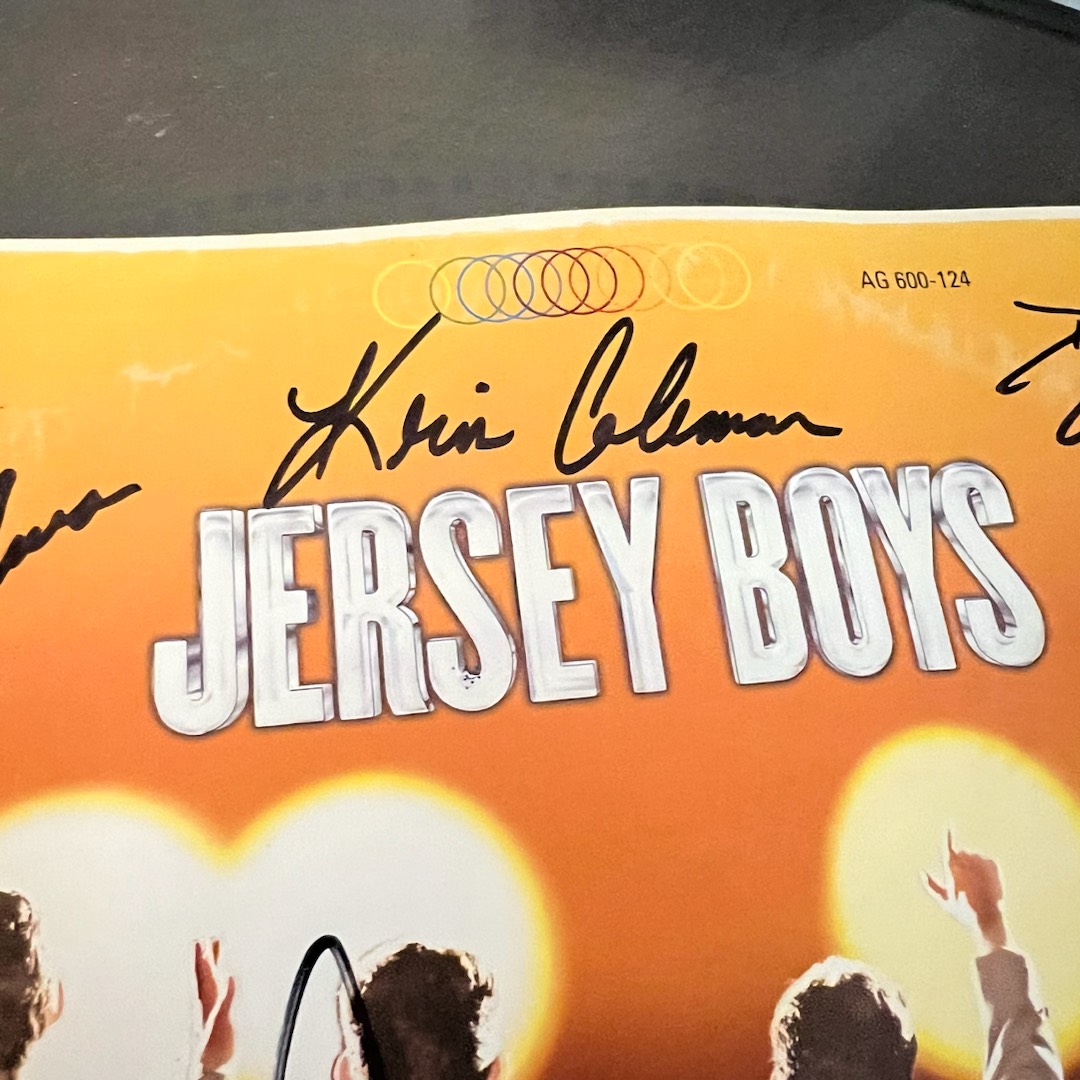 AG 600-124
Kevin Coleman
JERSEY BOYS